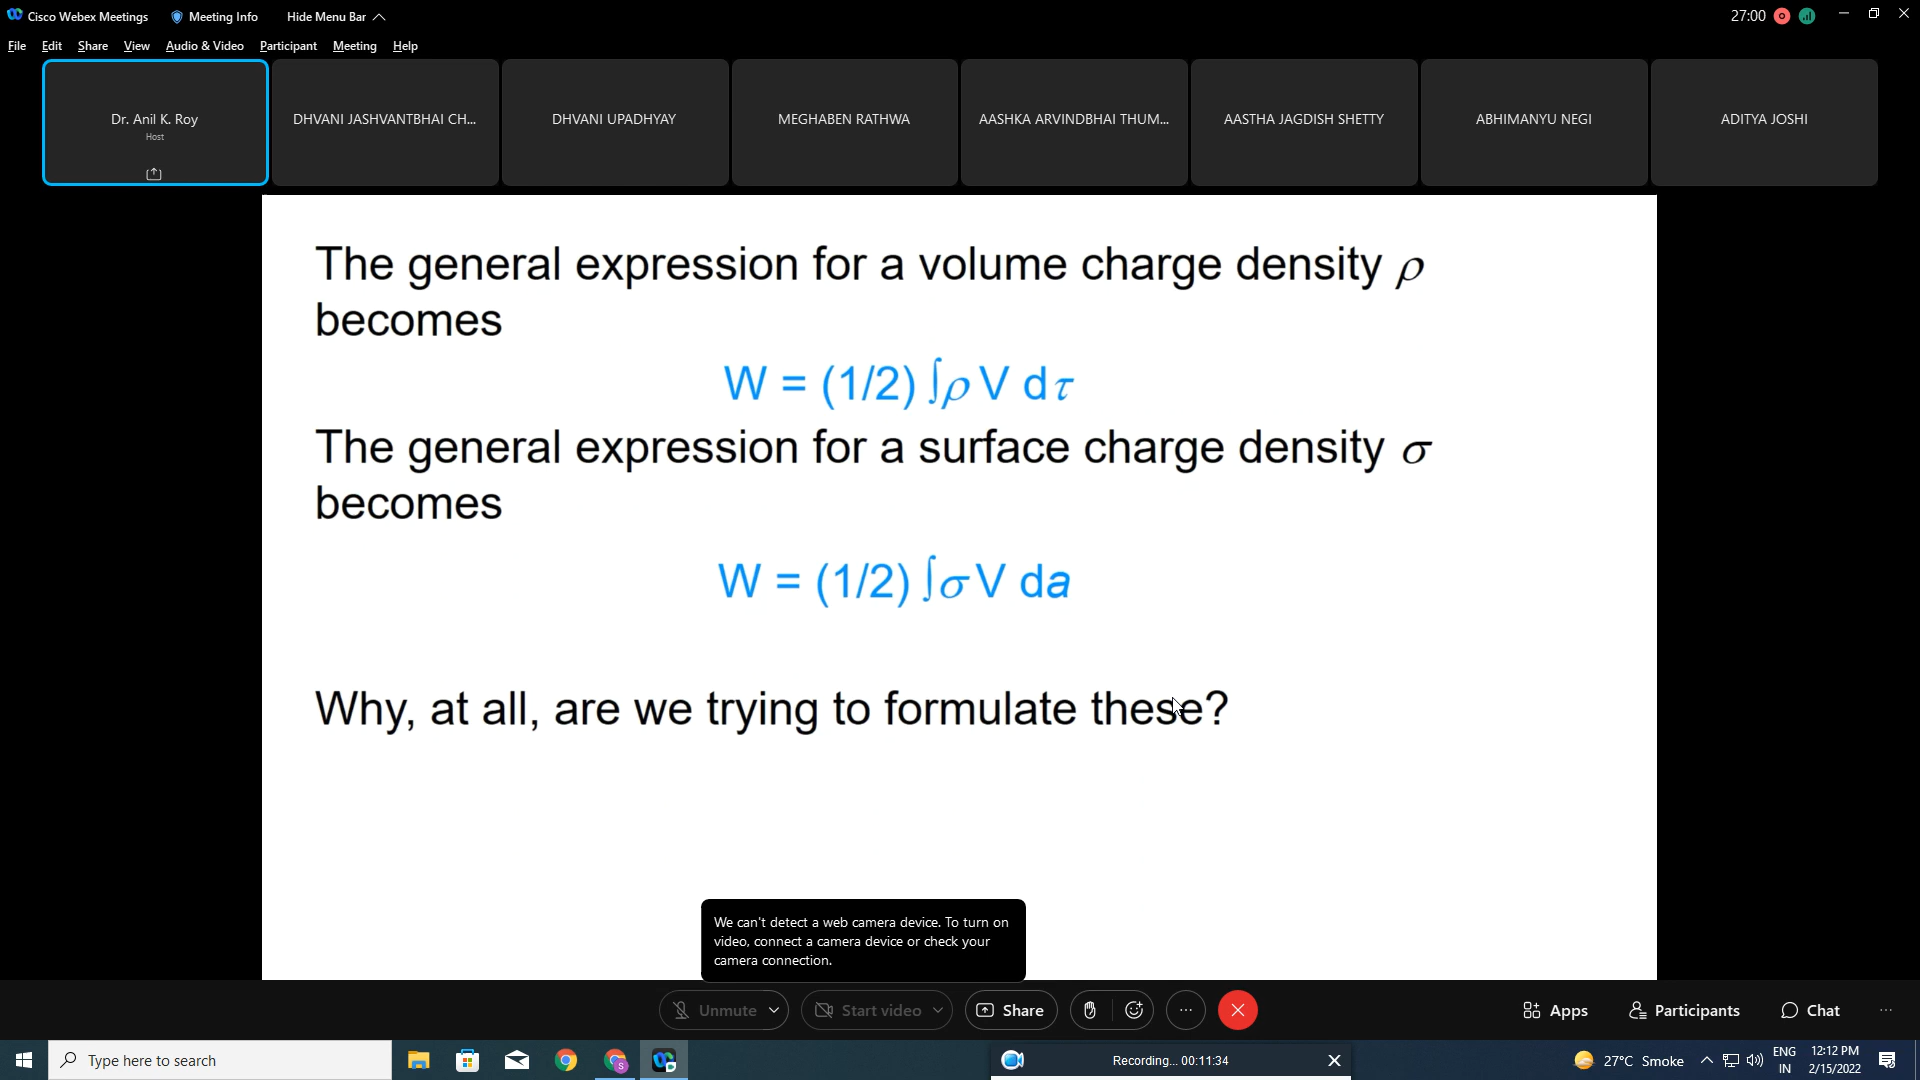 Cisco Webex Meetings Meeting Info Hide Menu Bar 27:00
File Edit Share View Audio & Video Participant Meeting Help
Dr. Anil K. Roy
Host
DHVANI JASHVANTBHAI CH...
DHVANI UPADHYAY
MEGHABEN RATHWA
AASHKA ARVINDBHAI THUM...
AASTHA JAGDISH SHETTY
ABHIMANYU NEGI
ADITYA JOSHI
The general expression for a volume charge density ρ
becomes
W = (1/2) ∫ρ V dτ
The general expression for a surface charge density σ
becomes
W = (1/2) ∫σ V da
Why, at all, are we trying to formulate these?
We can't detect a web camera device. To turn on
video, connect a camera device or check your
camera connection.
Unmute Start video Share Apps Participants Chat
Type here to search
Recording... 00:11:34
27°C Smoke
ENG
IN
12:12 PM
2/15/2022